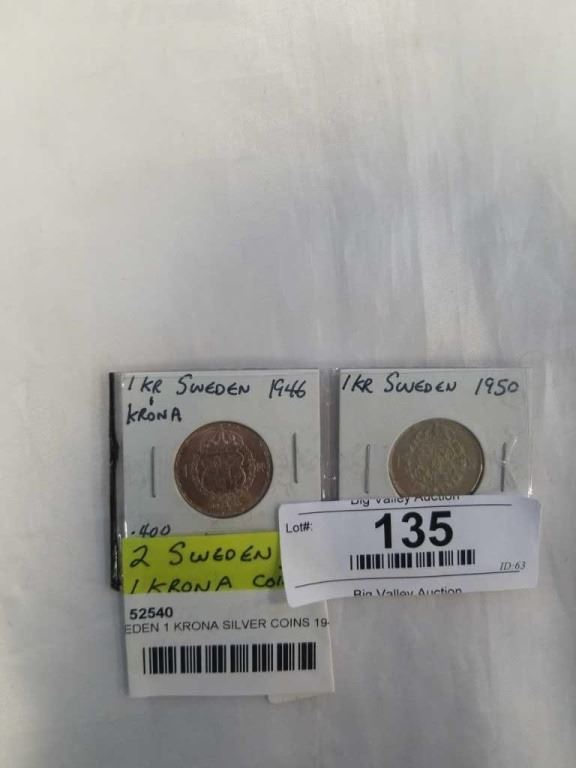 1 KR SWEDEN 1946
KRONA
.400
1 KR SWEDEN 1950
2 SWEDEN
1 KRONA COI
52540
EDEN 1 KRONA SILVER COINS 19
Big Valley Auction
Lot#:
135
ID:63
Big Valley Auction